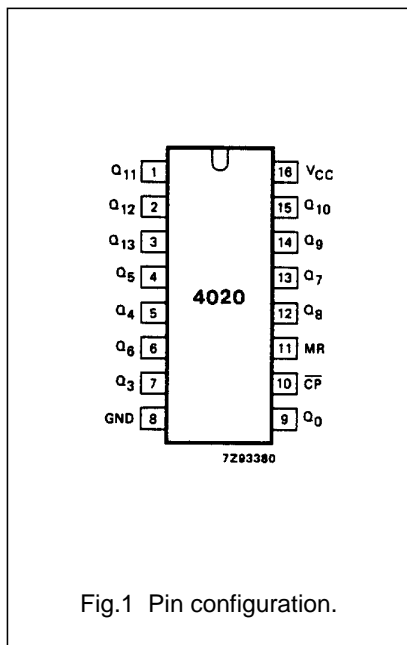 Q11 1 16 VCC
Q12 2 15 Q10
Q13 3 14 Q9
Q5 4 13 Q7
4020
Q4 5 12 Q8
Q6 6 11 MR
Q3 7 10 C̅P̅
GND 8 9 Q0
7Z93380
Fig.1 Pin configuration.